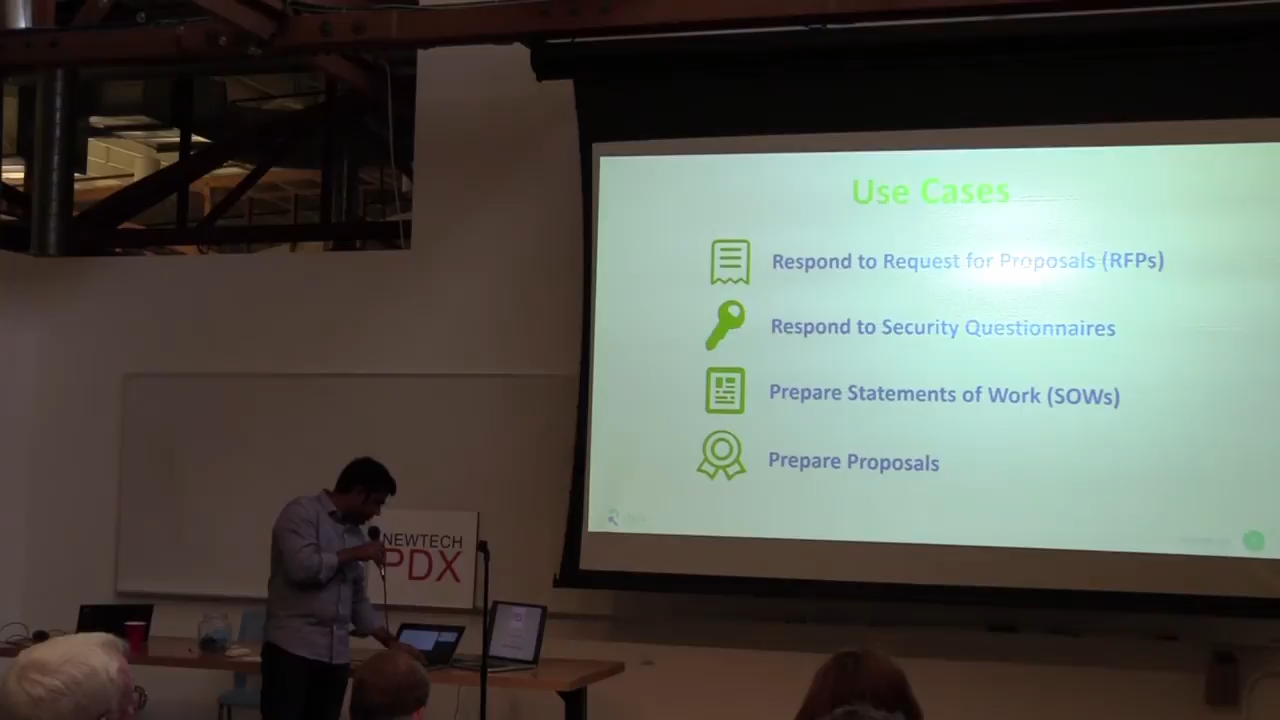 Use Cases
Respond to Request for Proposals (RFPs)
Respond to Security Questionnaires
Prepare Statements of Work (SOWs)
Prepare Proposals
NEWTECH
PDX